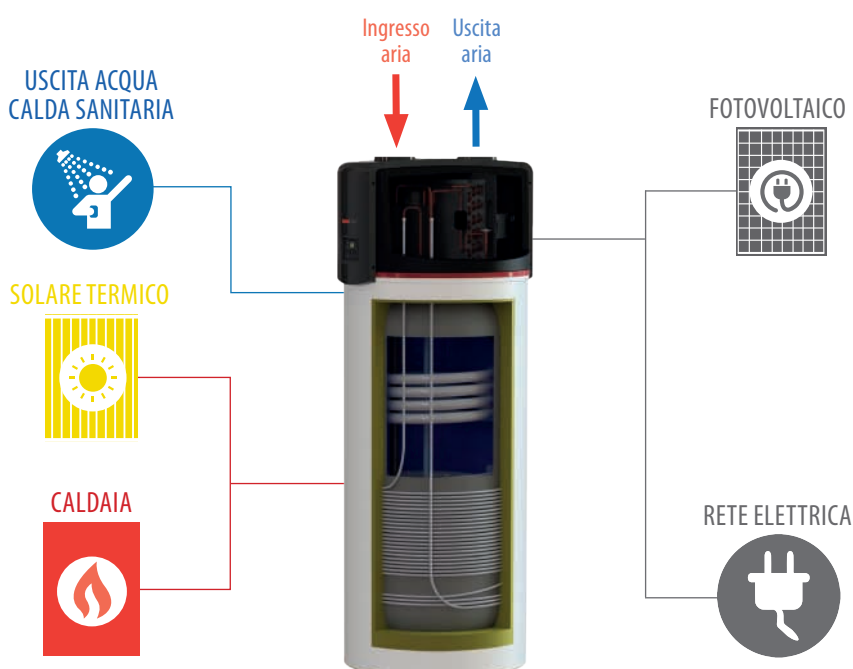 Ingresso
aria
Uscita
aria
USCITA ACQUA
CALDA SANITARIA
FOTOVOLTAICO
SOLARE TERMICO
CALDAIA
RETE ELETTRICA